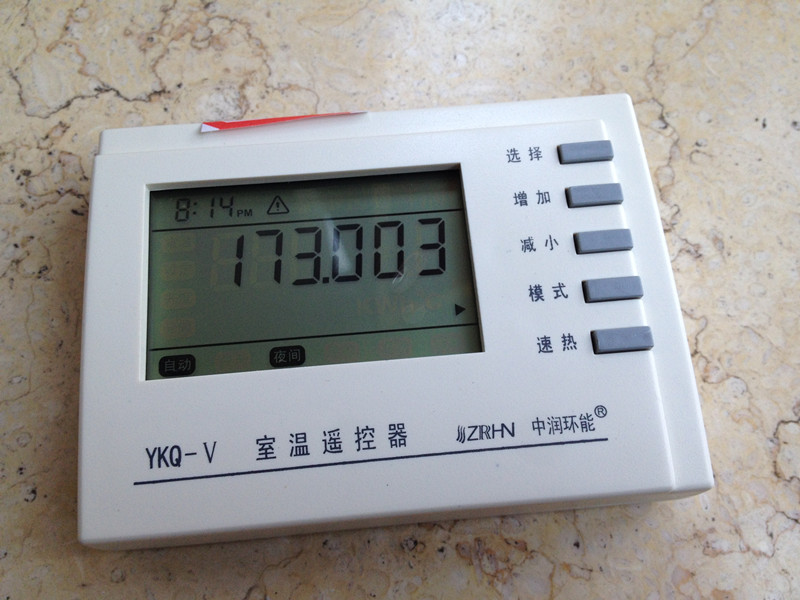 8:14 PM
173.003
自动 夜间
选择
增加
减小
模式
速热
YKQ-V 室温遥控器 ZRHN 中润环能®